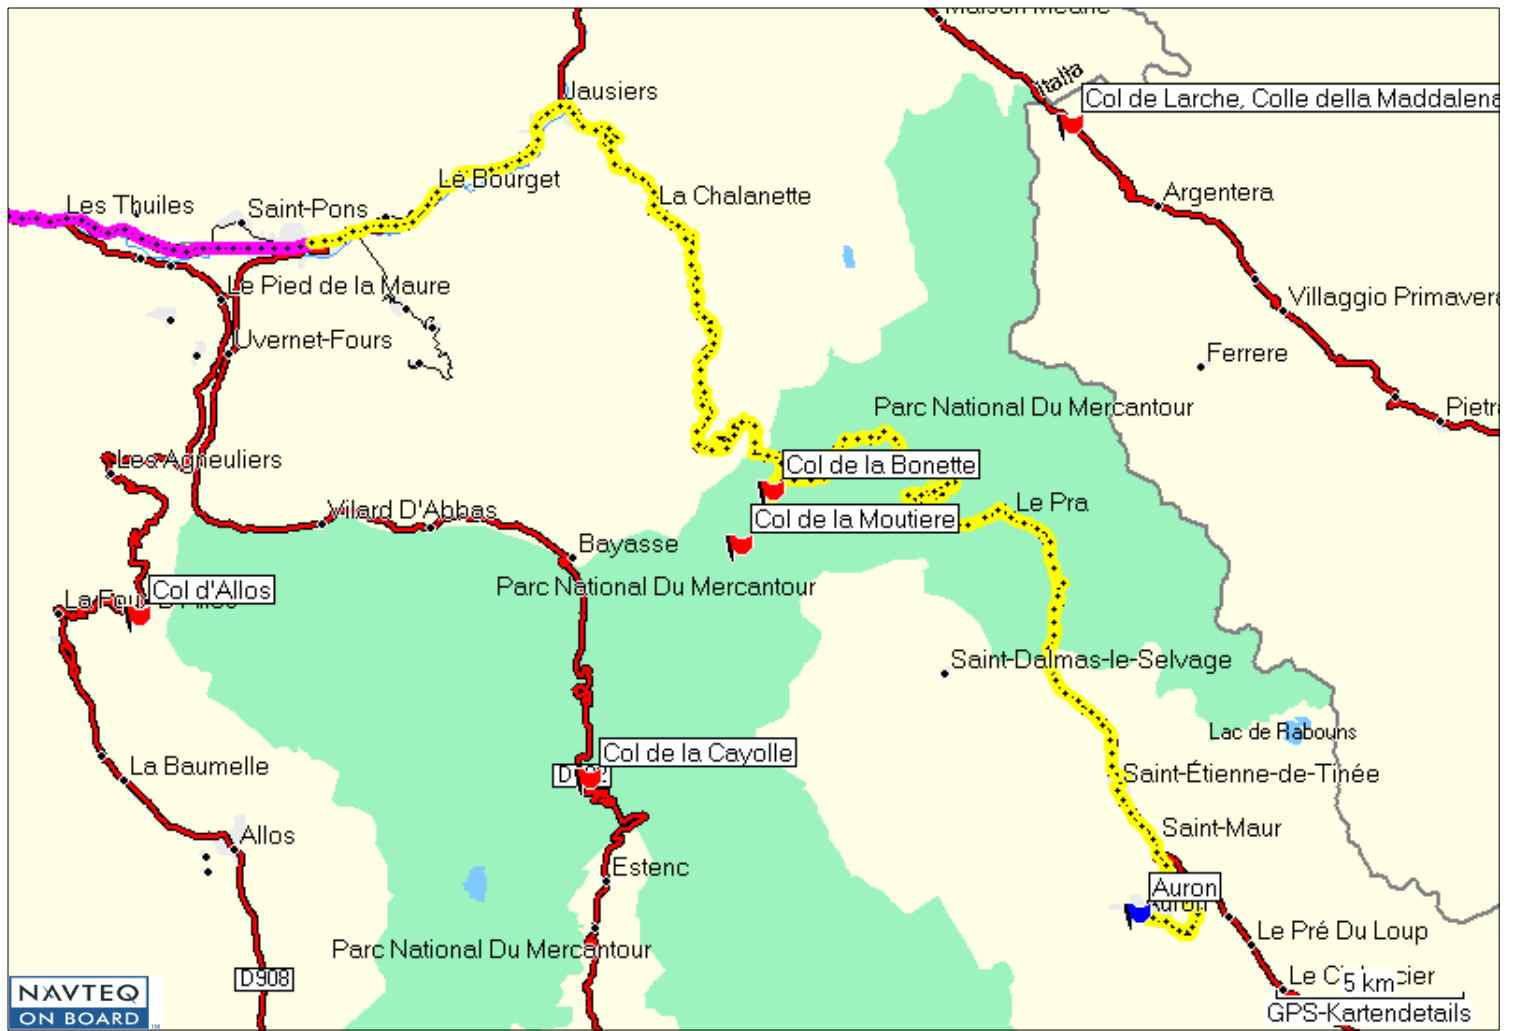 Italia
Jausiers
Col de Larche, Colle della Maddalena
Le Bourget
La Chalanette
Argentera
Les Thuiles
Saint-Pons
Le Pied de la Maure
Villaggio Primavera
Uvernet-Fours
Ferrere
Parc National Du Mercantour
Les Agneuliers
Col de la Bonette
Vilard D'Abbas
Le Pra
Col de la Moutiere
Bayasse
Parc National Du Mercantour
Col d'Allos
Saint-Dalmas-le-Selvage
Lac de Rabouns
Col de la Cayolle
La Baumelle
Saint-Étienne-de-Tinée
Saint-Maur
Allos
Estenc
Auron
Le Pré Du Loup
Parc National Du Mercantour
D908
5 km
GPS-Kartendetails
NAVTEQ
ON BOARD